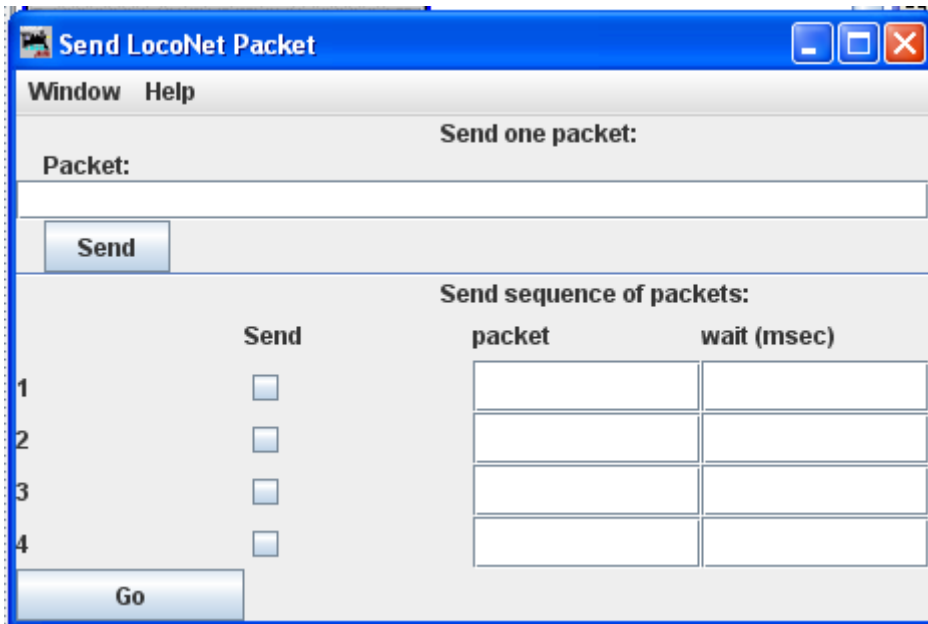 Send LocoNet Packet
Window Help
Send one packet:
Packet:
Send
Send sequence of packets:
Send packet wait (msec)
1
2
3
4
Go